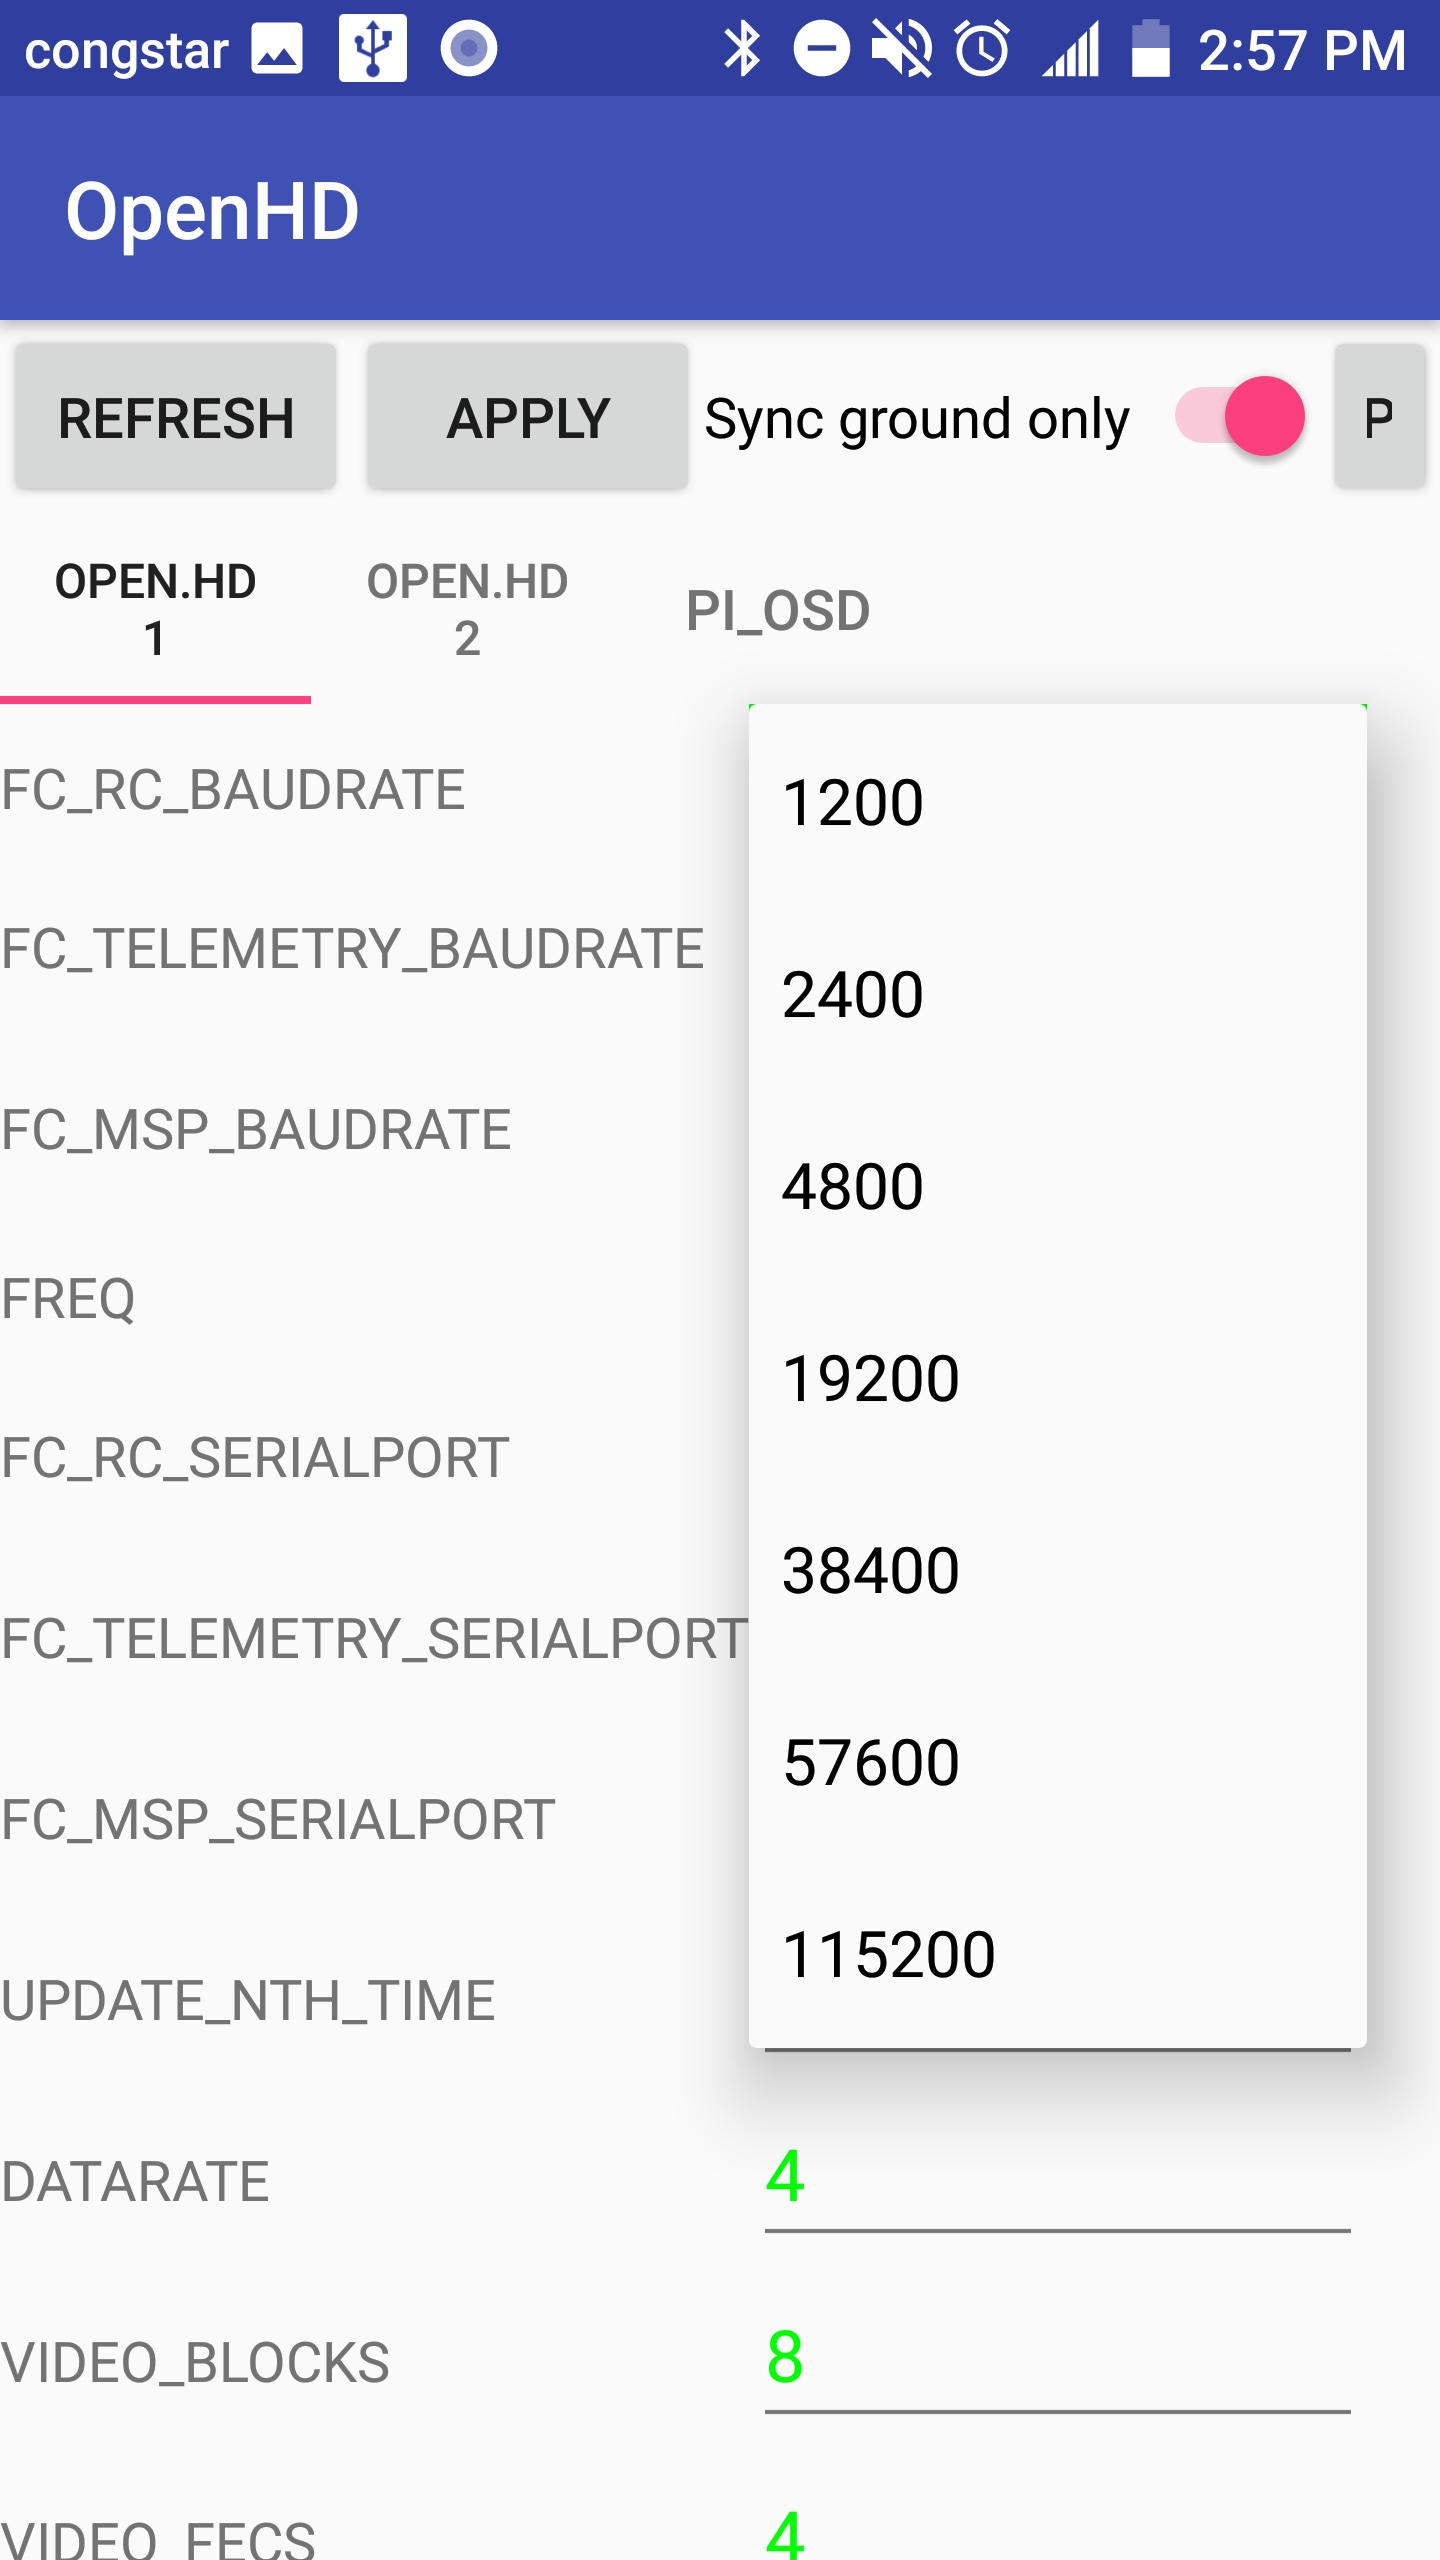 congstar 2:57 PM
OpenHD
REFRESH APPLY Sync ground only P
OPEN.HD 1 OPEN.HD 2 PI_OSD
FC_RC_BAUDRATE
FC_TELEMETRY_BAUDRATE
FC_MSP_BAUDRATE
FREQ
FC_RC_SERIALPORT
FC_TELEMETRY_SERIALPORT
FC_MSP_SERIALPORT
UPDATE_NTH_TIME
1200
2400
4800
19200
38400
57600
115200
DATARATE 4
VIDEO_BLOCKS 8
VIDEO_FECS 4